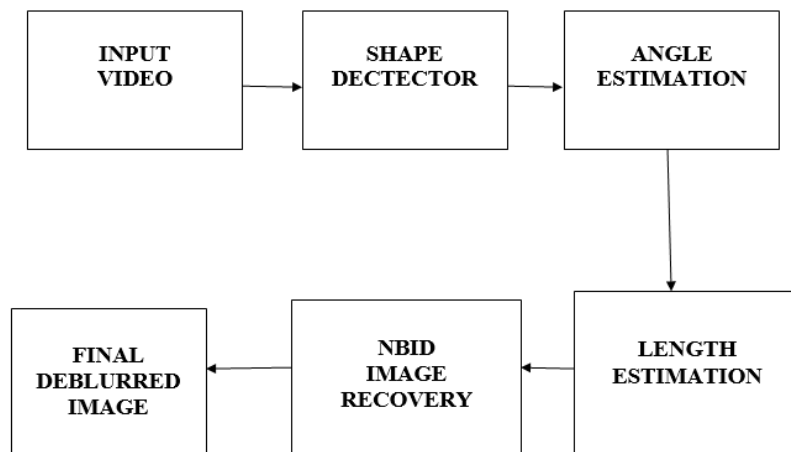 INPUT
VIDEO
SHAPE
DECTECTOR
ANGLE
ESTIMATION
LENGTH
ESTIMATION
NBID
IMAGE
RECOVERY
FINAL
DEBLURRED
IMAGE